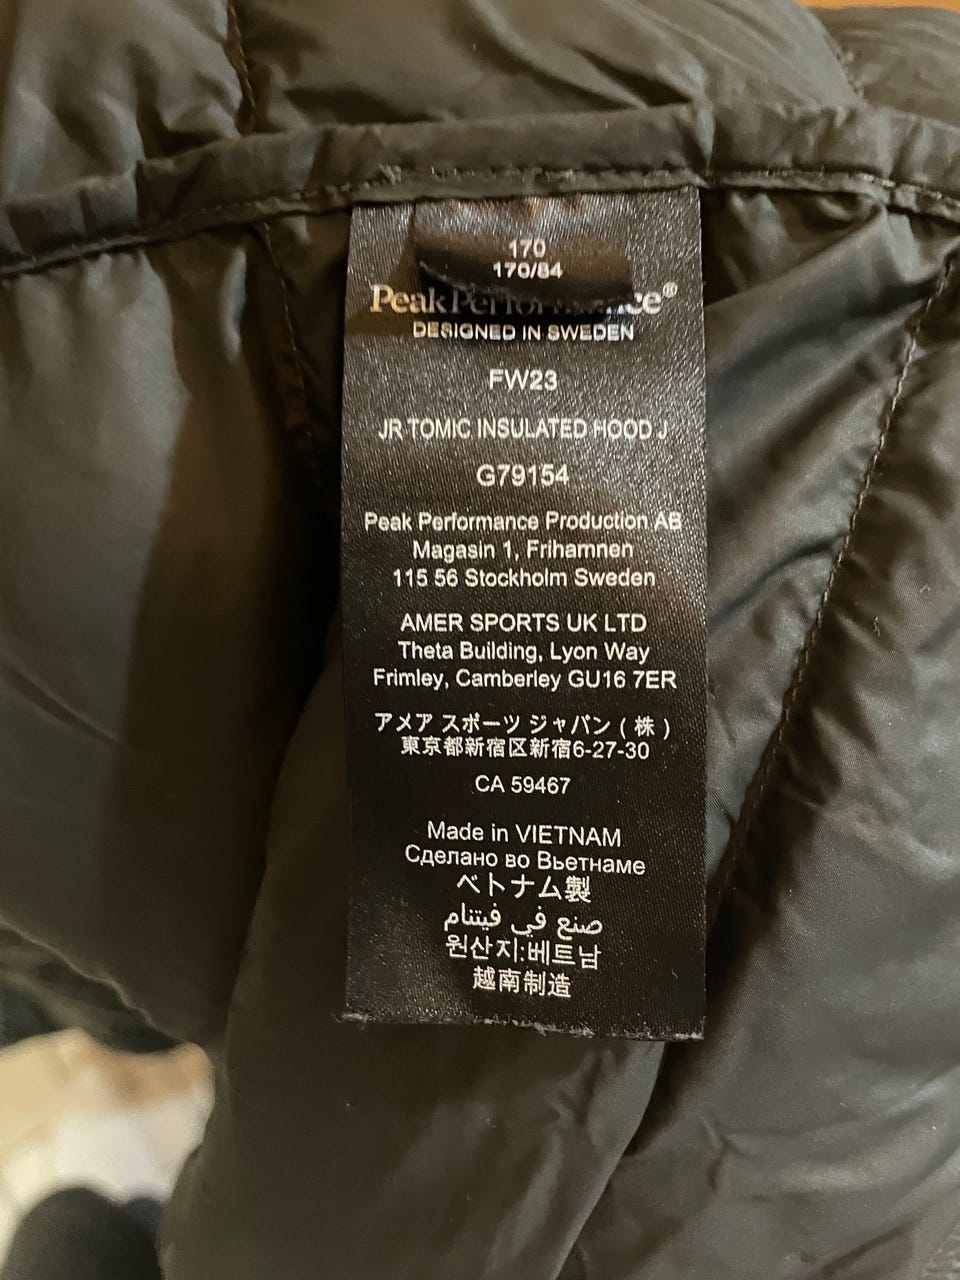 170
170/84
Peak Performance®
DESIGNED IN SWEDEN
FW23
JR TOMIC INSULATED HOOD J
G79154
Peak Performance Production AB
Magasin 1, Frihamnen
115 56 Stockholm Sweden
AMER SPORTS UK LTD
Theta Building, Lyon Way
Frimley, Camberley GU16 7ER
アメア スポーツ ジャパン ( 株 )
東京都新宿区新宿6-27-30
CA 59467
Made in VIETNAM
Сделано во Вьетнаме
ベトナム製
صنع في فيتنام
원산지:베트남
越南制造